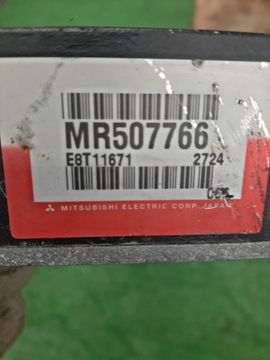 MR507766
E8T11671 2724
MITSUBISHI ELECTRIC CORP. JAPAN